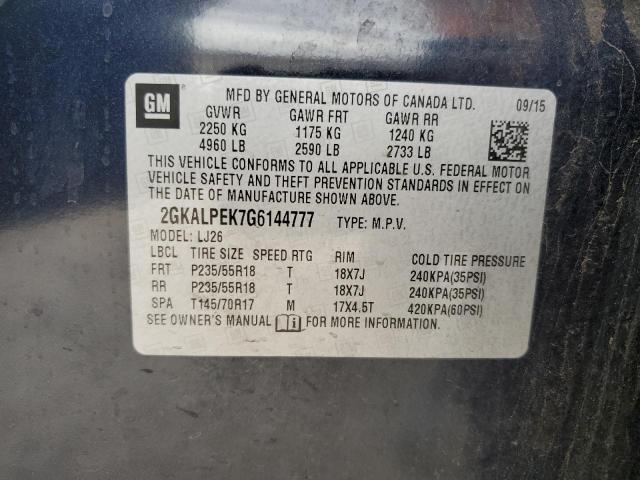 GM
MFD BY GENERAL MOTORS OF CANADA LTD. 09/15
GVWR GAWR FRT GAWR RR
2250 KG 1175 KG 1240 KG
4960 LB 2590 LB 2733 LB
THIS VEHICLE CONFORMS TO ALL APPLICABLE U.S. FEDERAL MOTOR
VEHICLE SAFETY AND THEFT PREVENTION STANDARDS IN EFFECT ON
THE DATE OF MANUFACTURE SHOWN ABOVE.
2GKALPEK7G6144777 TYPE: M.P.V.
MODEL: LJ26
LBCL TIRE SIZE SPEED RTG RIM COLD TIRE PRESSURE
FRT P235/55R18 T 18X7J 240KPA(35PSI)
RR P235/55R18 T 18X7J 240KPA(35PSI)
SPA T145/70R17 M 17X4.5T 420KPA(60PSI)
SEE OWNER'S MANUAL FOR MORE INFORMATION.